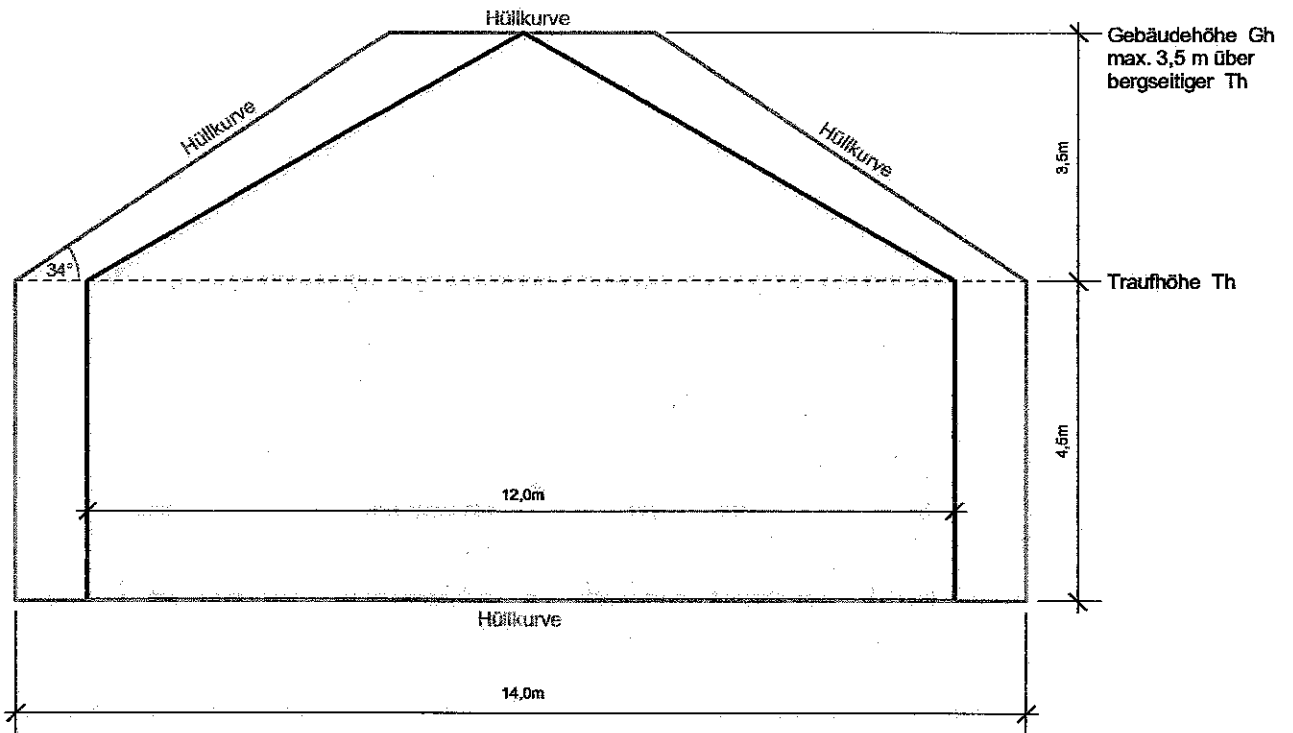 Hüllkurve
Gebäudehöhe Gh
max. 3,5 m über
bergseitiger Th
Hüllkurve
Hüllkurve
3,5m
34°
Traufhöhe Th
4,5m
12,0m
Hüllkurve
14,0m